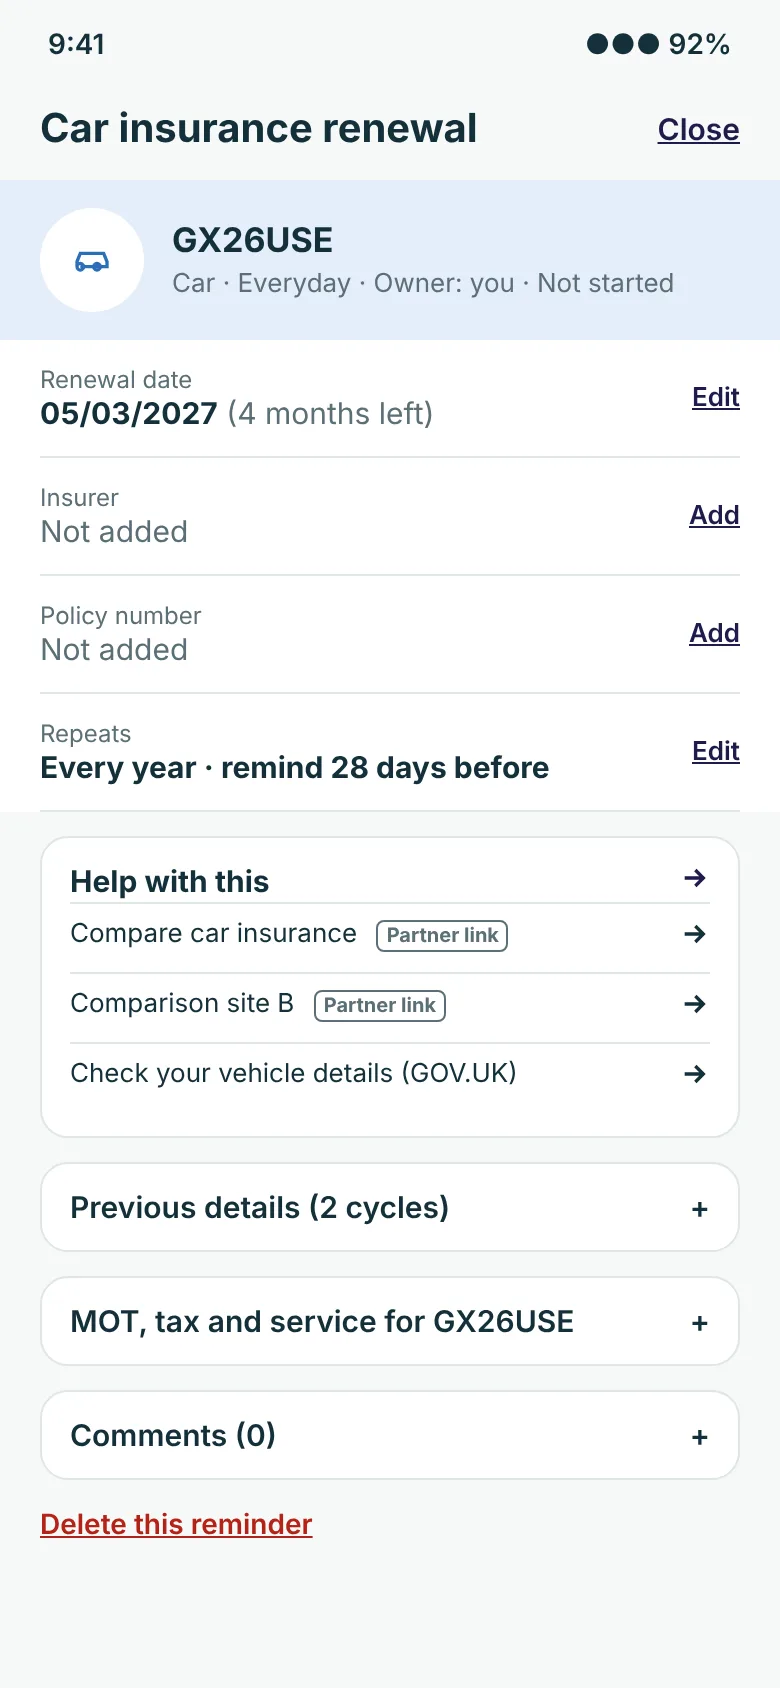 9:41
92%
Car insurance renewal
Close
GX26USE
Car · Everyday · Owner: you · Not started
Renewal date
05/03/2027 (4 months left)
Edit
Insurer
Not added
Add
Policy number
Not added
Add
Repeats
Every year · remind 28 days before
Edit
Help with this →
Compare car insurance Partner link →
Comparison site B Partner link →
Check your vehicle details (GOV.UK) →
Previous details (2 cycles) +
MOT, tax and service for GX26USE +
Comments (0) +
Delete this reminder